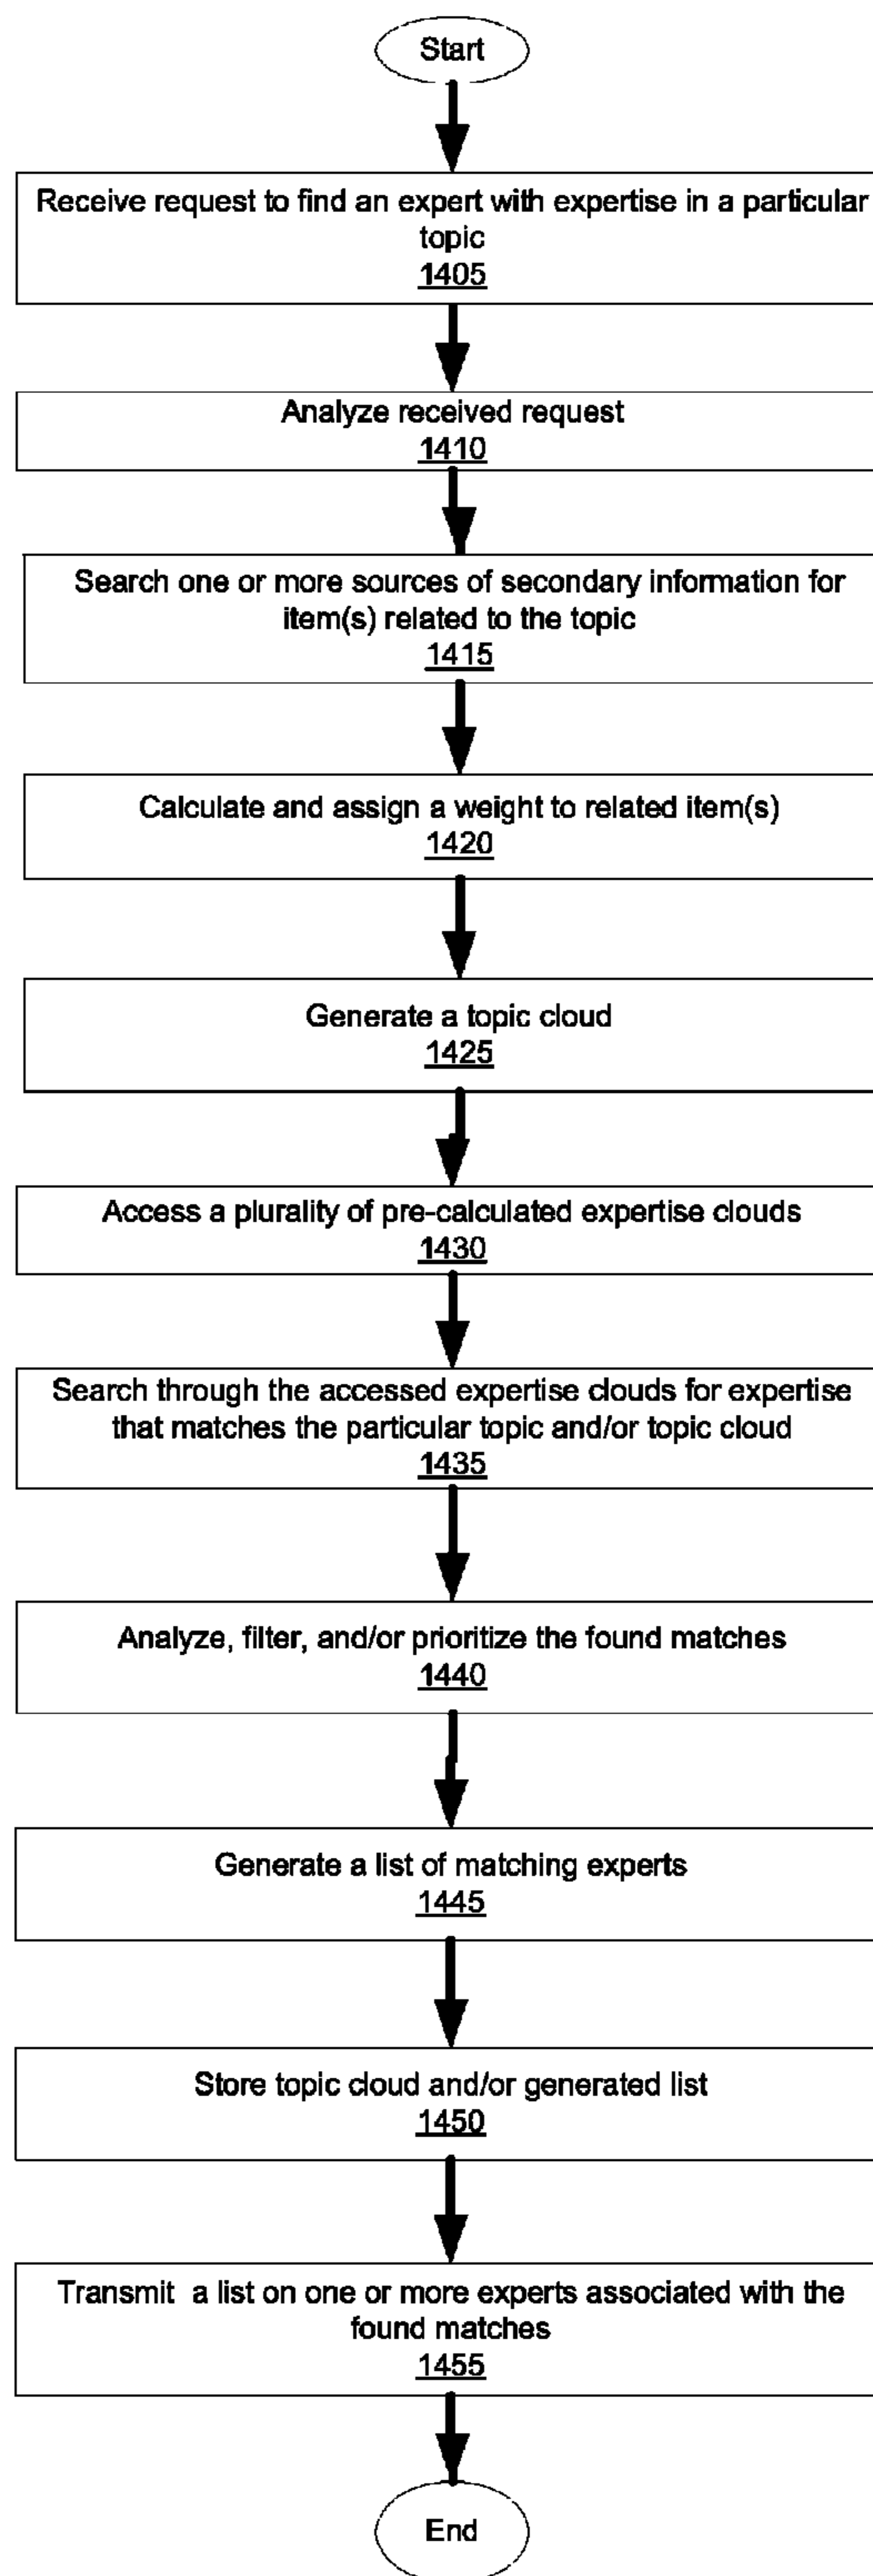 Start
Receive request to find an expert with expertise in a particular
topic
1405
Analyze received request
1410
Search one or more sources of secondary information for
item(s) related to the topic
1415
Calculate and assign a weight to related item(s)
1420
Generate a topic cloud
1425
Access a plurality of pre-calculated expertise clouds
1430
Search through the accessed expertise clouds for expertise
that matches the particular topic and/or topic cloud
1435
Analyze, filter, and/or prioritize the found matches
1440
Generate a list of matching experts
1445
Store topic cloud and/or generated list
1450
Transmit a list on one or more experts associated with the
found matches
1455
End